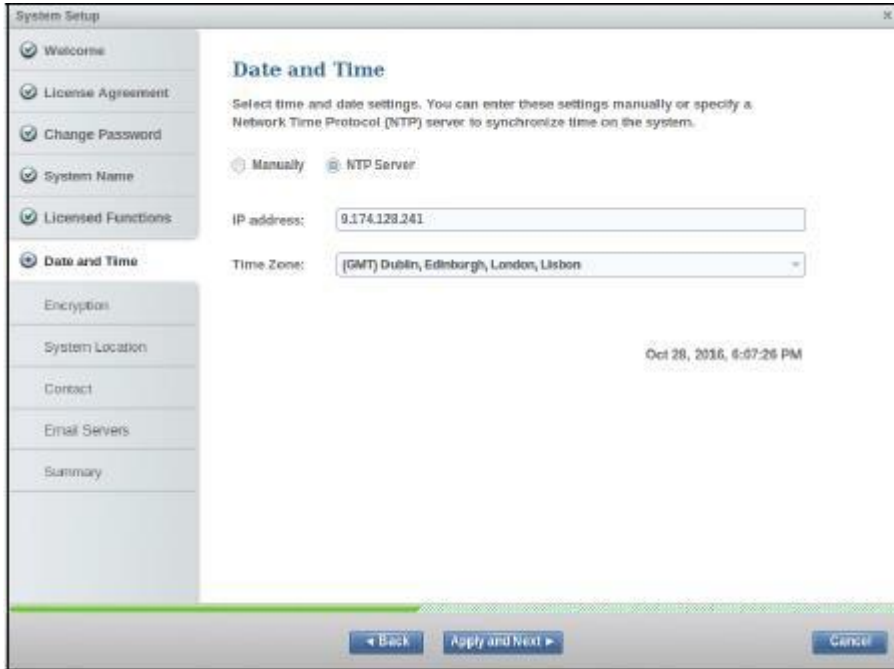 System Setup
Welcome
License Agreement
Change Password
System Name
Licensed Functions
Date and Time
Encryption
System Location
Contact
Email Servers
Summary
Date and Time
Select time and date settings. You can enter these settings manually or specify a
Network Time Protocol (NTP) server to synchronize time on the system.
Manually
NTP Server
IP address:
9.174.128.241
Time Zone:
(GMT) Dublin, Edinburgh, London, Lisbon
Oct 28, 2016, 6:07:26 PM
Back
Apply and Next
Cancel